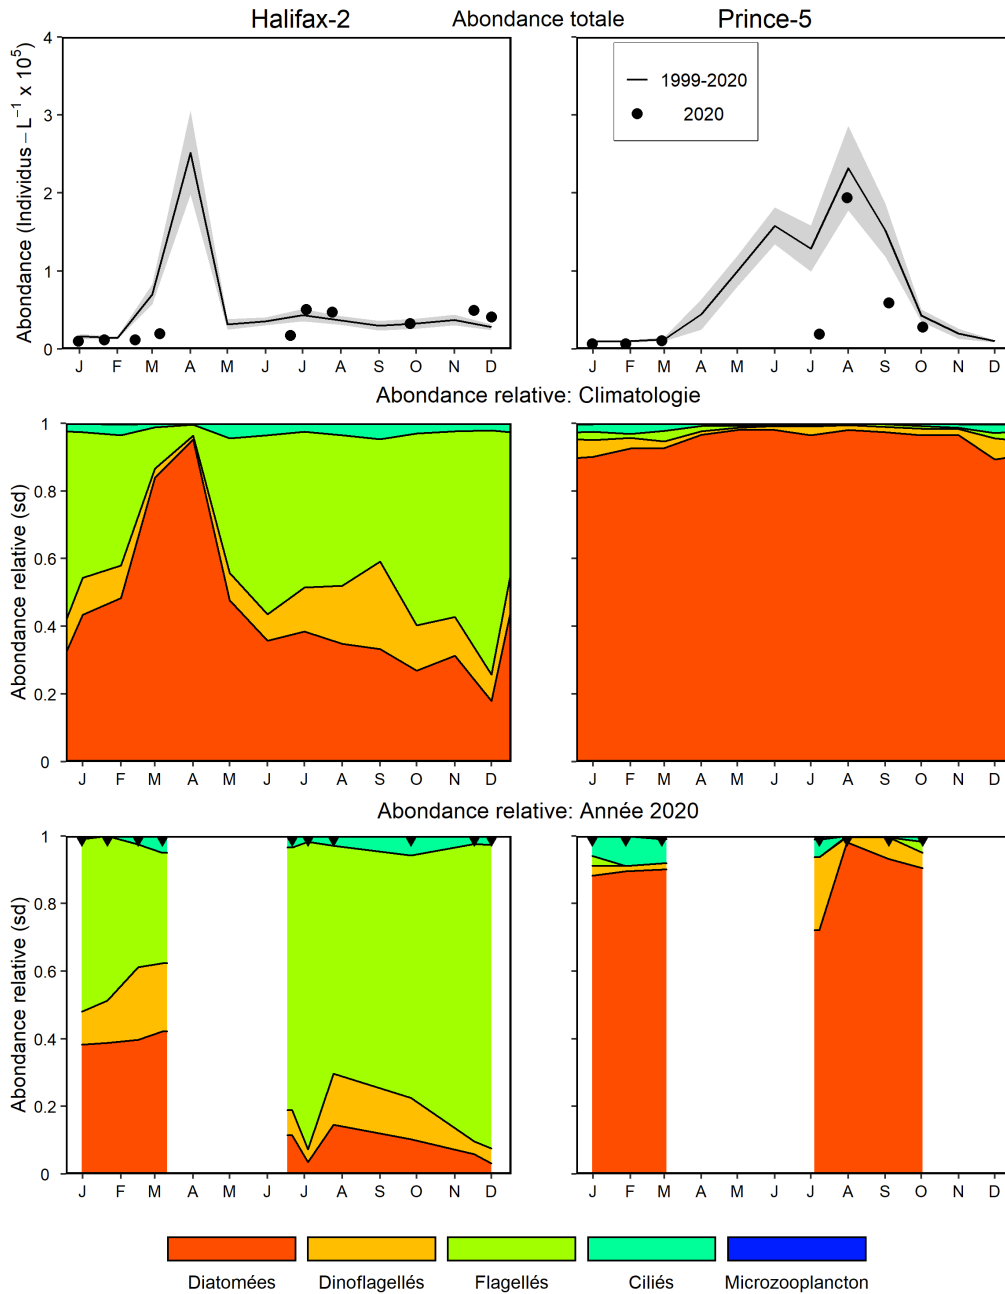 Halifax-2 Abondance totale Prince-5
Abondance (Individus – L⁻¹ x 10⁵)
4
3
2
1
0
J F M A M J J A S O N D
1999-2020
2020
J F M A M J J A S O N D
Abondance relative: Climatologie
Abondance relative (sd)
1
0.8
0.6
0.4
0.2
0
J F M A M J J A S O N D
J F M A M J J A S O N D
Abondance relative: Année 2020
Abondance relative (sd)
1
0.8
0.6
0.4
0.2
0
J F M A M J J A S O N D
J F M A M J J A S O N D
Diatomées Dinoflagellés Flagellés Ciliés Microzooplancton